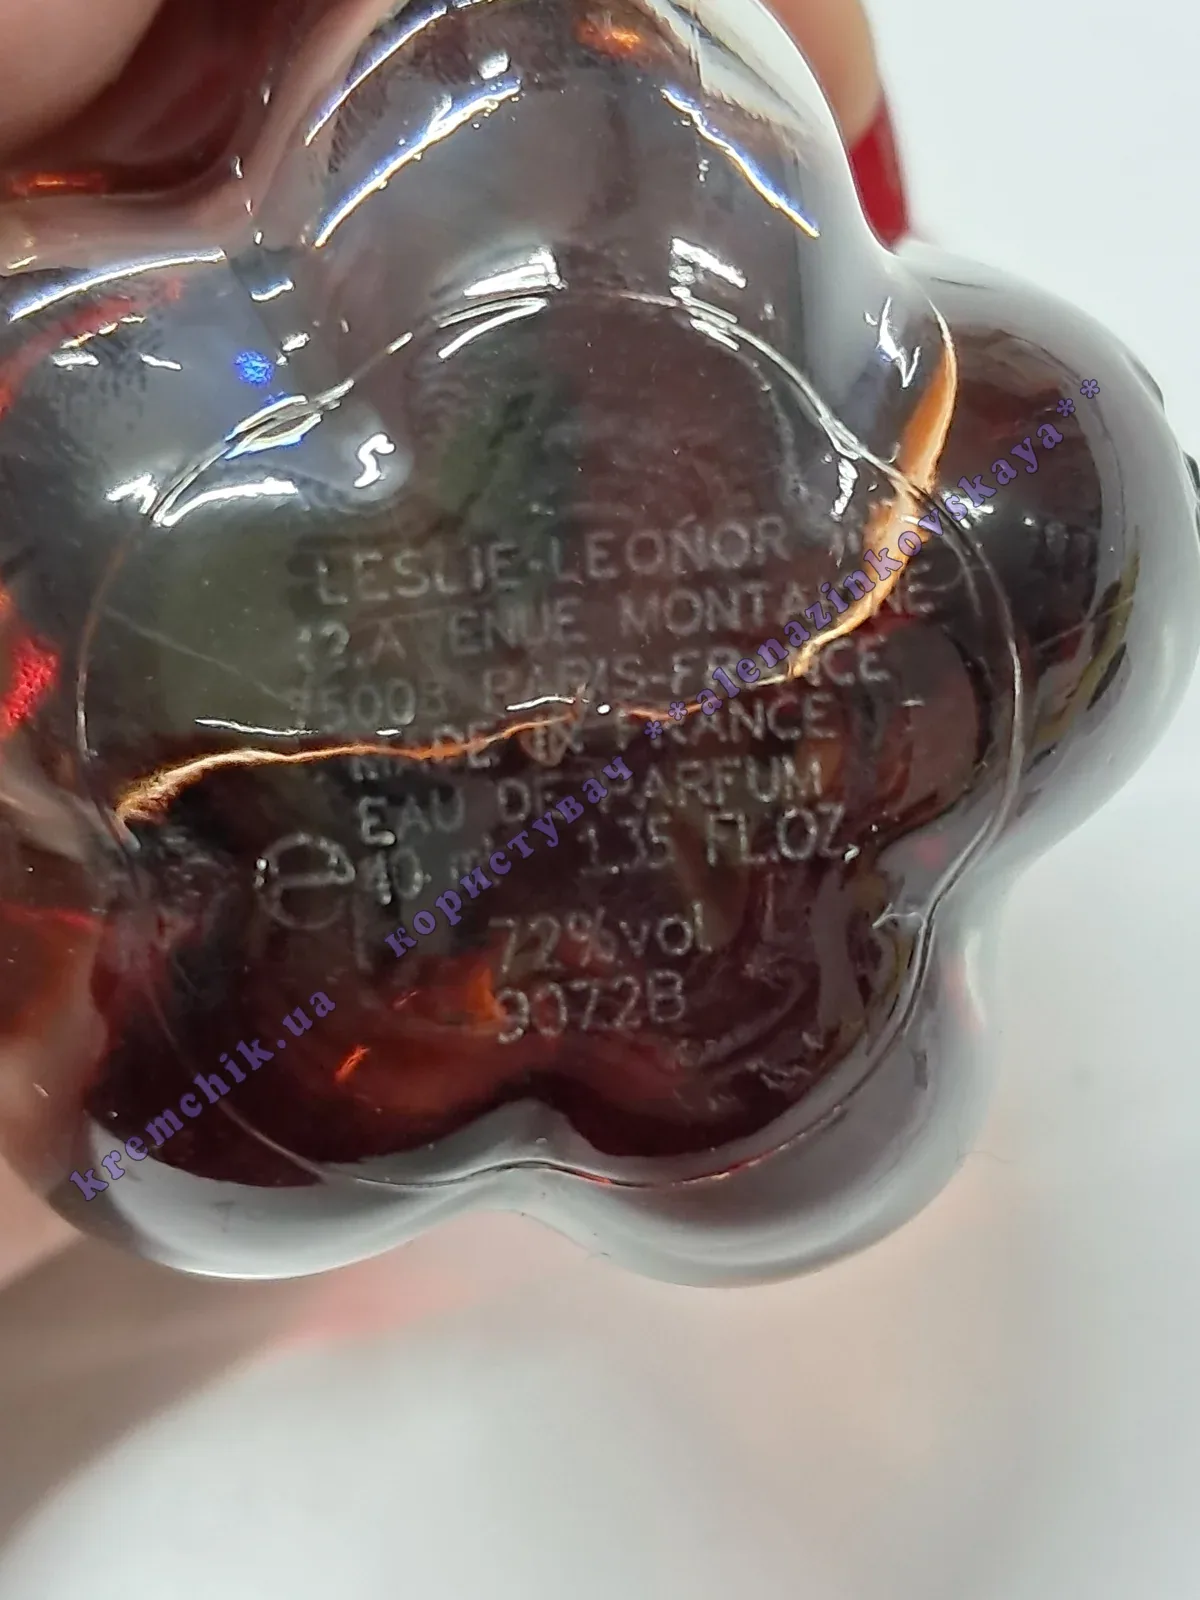 LESLIE-LEONOR
12.AVENUE MONTAIGNE
75008 PARIS-FRANCE
MADE IN FRANCE
EAU DE PARFUM
e 40 ml 1.35 FL.OZ.
72%vol
9072B
kremchik.ua користувач **alenazinkovskaya**